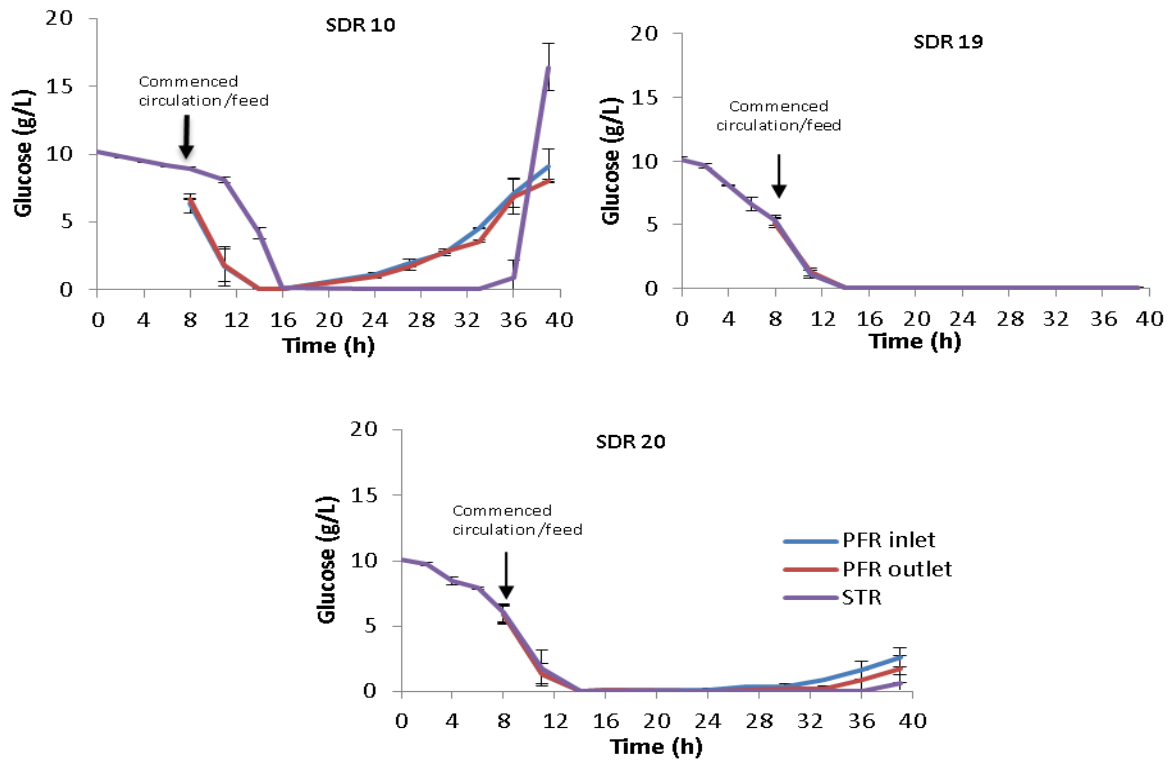 SDR 10
Commenced
circulation/feed
Glucose (g/L)
20
15
10
5
0
0 4 8 12 16 20 24 28 32 36 40
Time (h)
SDR 19
Commenced
circulation/feed
Glucose (g/L)
20
15
10
5
0
0 4 8 12 16 20 24 28 32 36 40
Time (h)
SDR 20
Commenced
circulation/feed
Glucose (g/L)
20
15
10
5
0
0 4 8 12 16 20 24 28 32 36 40
Time (h)
PFR inlet
PFR outlet
STR